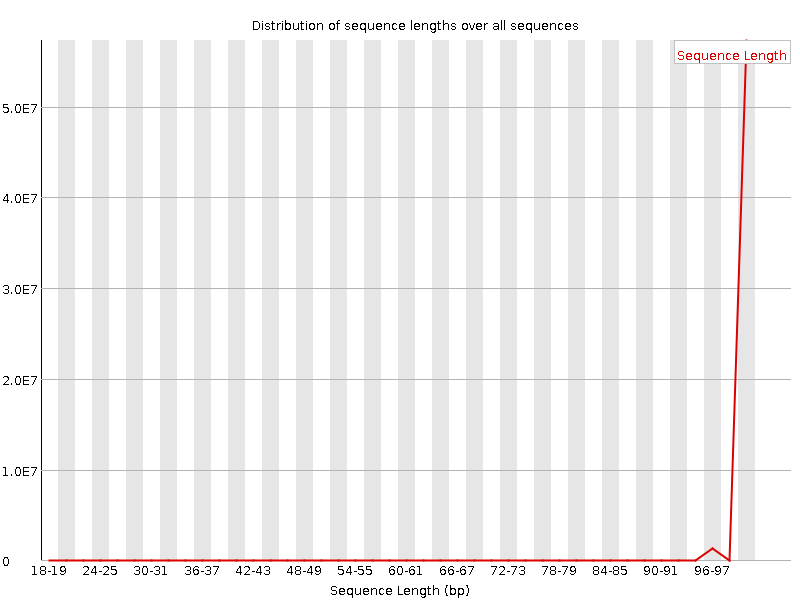 Distribution of sequence lengths over all sequences
Sequence Length
5.0E7
4.0E7
3.0E7
2.0E7
1.0E7
0
18-19 24-25 30-31 36-37 42-43 48-49 54-55 60-61 66-67 72-73 78-79 84-85 90-91 96-97
Sequence Length (bp)